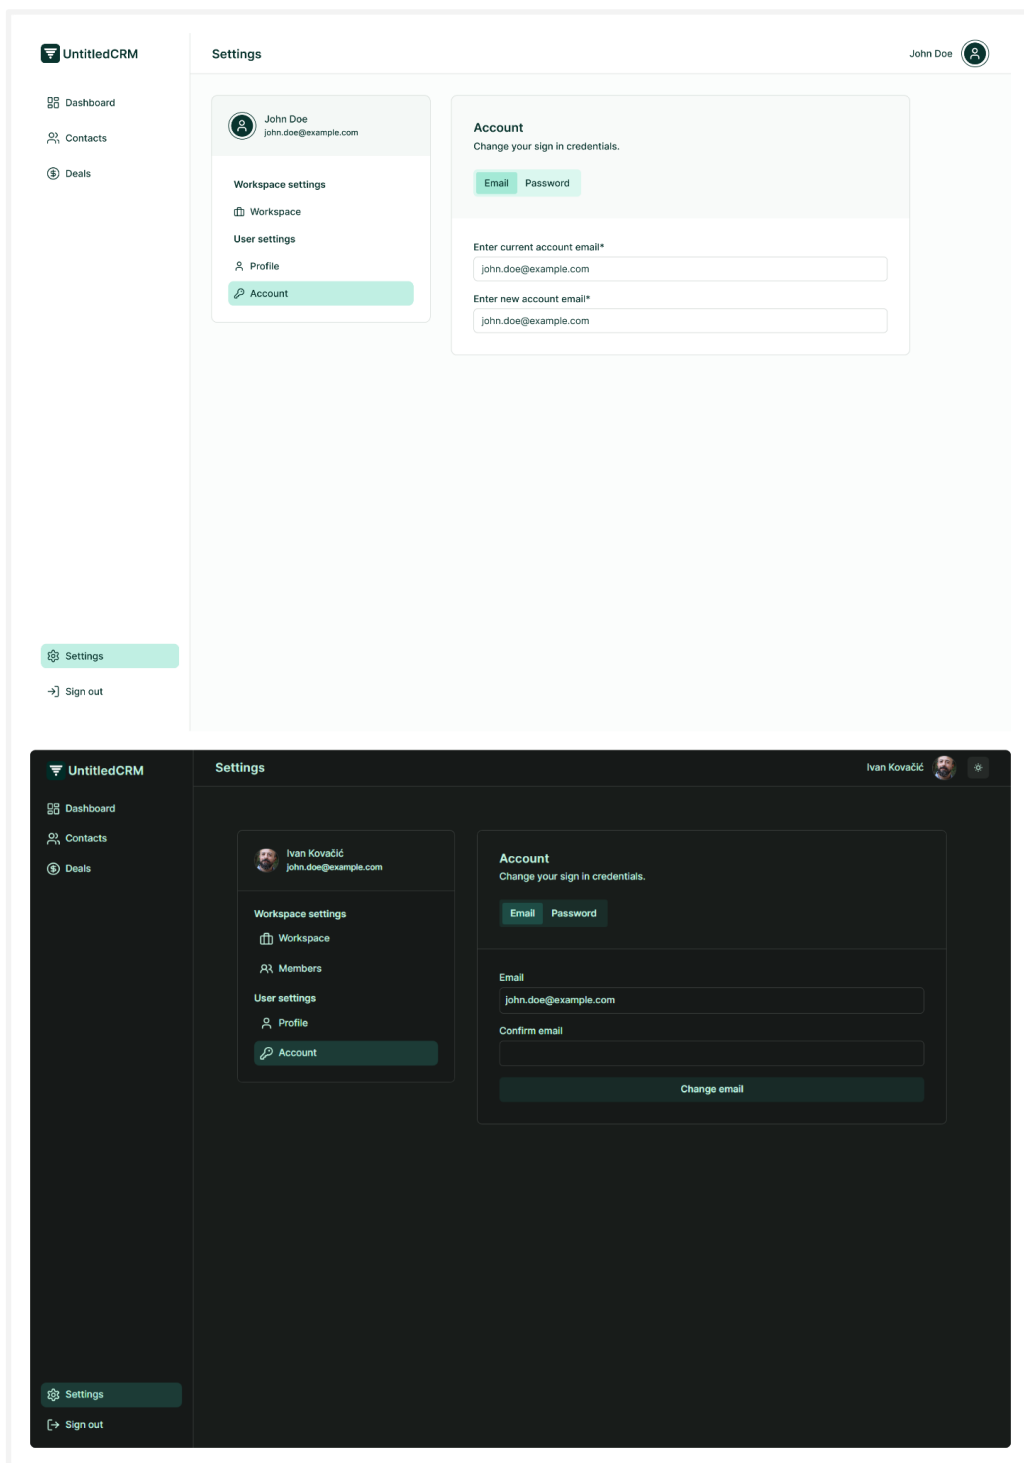 UntitledCRM
Settings
John Doe
Dashboard
Contacts
Deals
Settings
Sign out
John Doe
john.doe@example.com
Workspace settings
Workspace
User settings
Profile
Account
Account
Change your sign in credentials.
Email Password
Enter current account email*
john.doe@example.com
Enter new account email*
john.doe@example.com
UntitledCRM
Settings
Ivan Kovačić
Dashboard
Contacts
Deals
Settings
Sign out
Ivan Kovačić
john.doe@example.com
Workspace settings
Workspace
Members
User settings
Profile
Account
Account
Change your sign in credentials.
Email Password
Email
john.doe@example.com
Confirm email
Change email